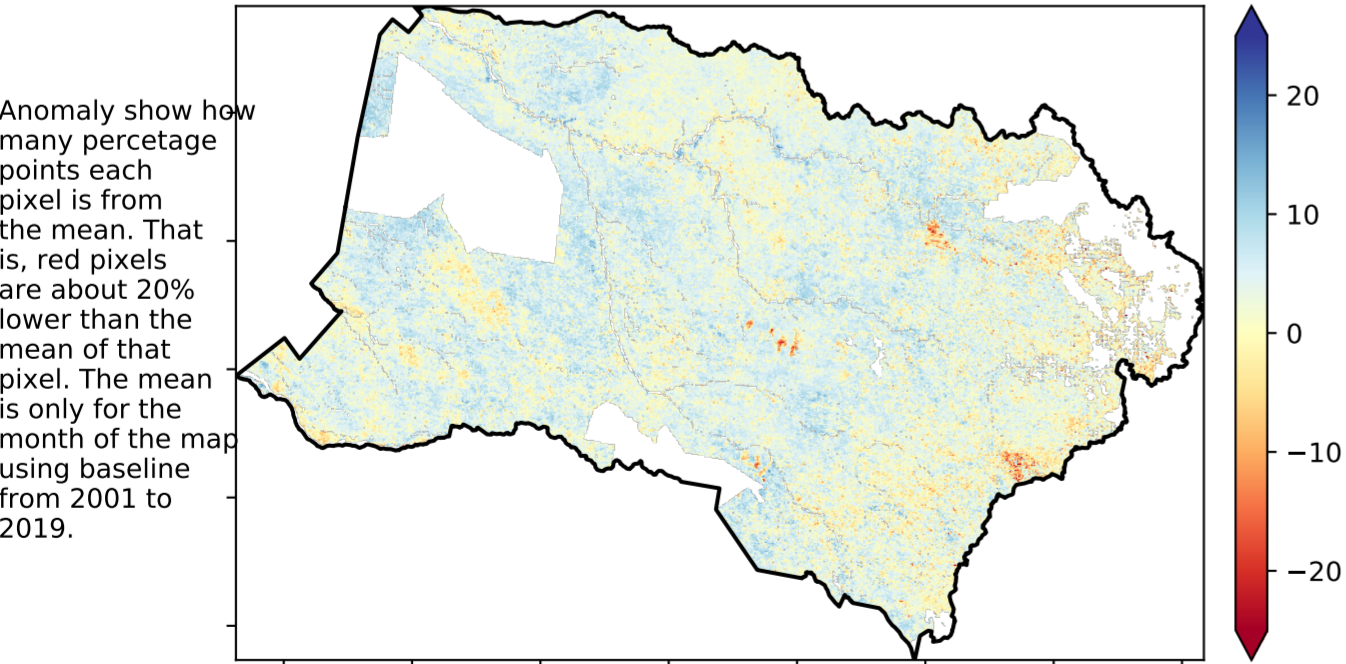 Anomaly show how
many percetage
points each
pixel is from
the mean. That
is, red pixels
are about 20%
lower than the
mean of that
pixel. The mean
is only for the
month of the map
using baseline
from 2001 to
2019.
20
10
0
−10
−20